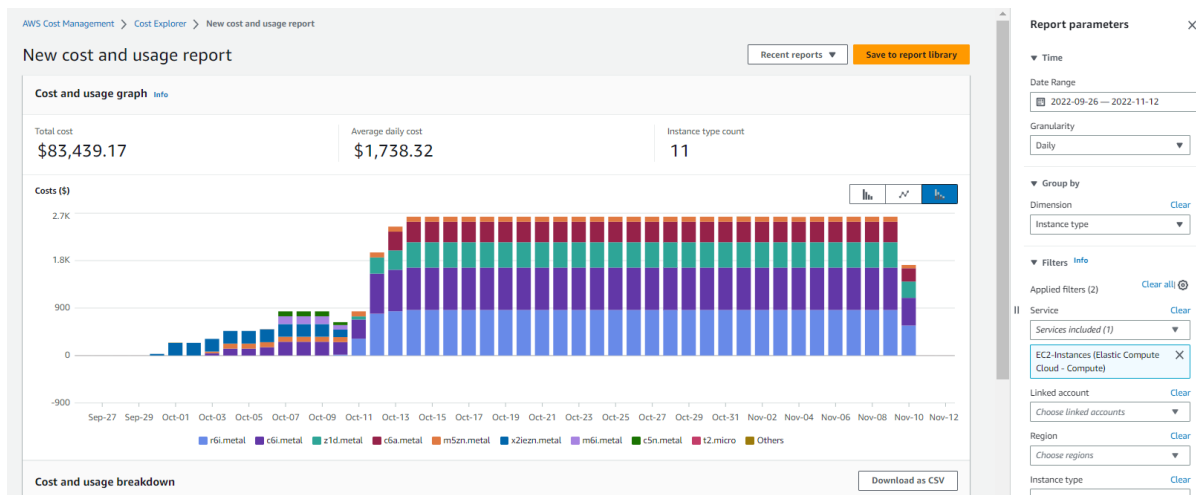 AWS Cost Management > Cost Explorer > New cost and usage report
New cost and usage report
Recent reports ▼
Save to report library
Cost and usage graph Info
Total cost
$83,439.17
Average daily cost
$1,738.32
Instance type count
11
Costs ($)
2.7K
1.8K
900
0
-900
Sep-27 Sep-29 Oct-01 Oct-03 Oct-05 Oct-07 Oct-09 Oct-11 Oct-13 Oct-15 Oct-17 Oct-19 Oct-21 Oct-23 Oct-25 Oct-27 Oct-29 Oct-31 Nov-02 Nov-04 Nov-06 Nov-08 Nov-10 Nov-12
r6i.metal c6i.metal z1d.metal c6a.metal m5zn.metal x2iezn.metal m6i.metal c5n.metal t2.micro Others
Cost and usage breakdown
Download as CSV
Report parameters
▼ Time
Date Range
2022-09-26 — 2022-11-12
Granularity
Daily
▼ Group by
Dimension Clear
Instance type
▼ Filters Info
Applied filters (2) Clear all
Service Clear
Services included (1)
EC2-Instances (Elastic Compute
Cloud - Compute)
Linked account Clear
Choose linked accounts
Region Clear
Choose regions
Instance type Clear